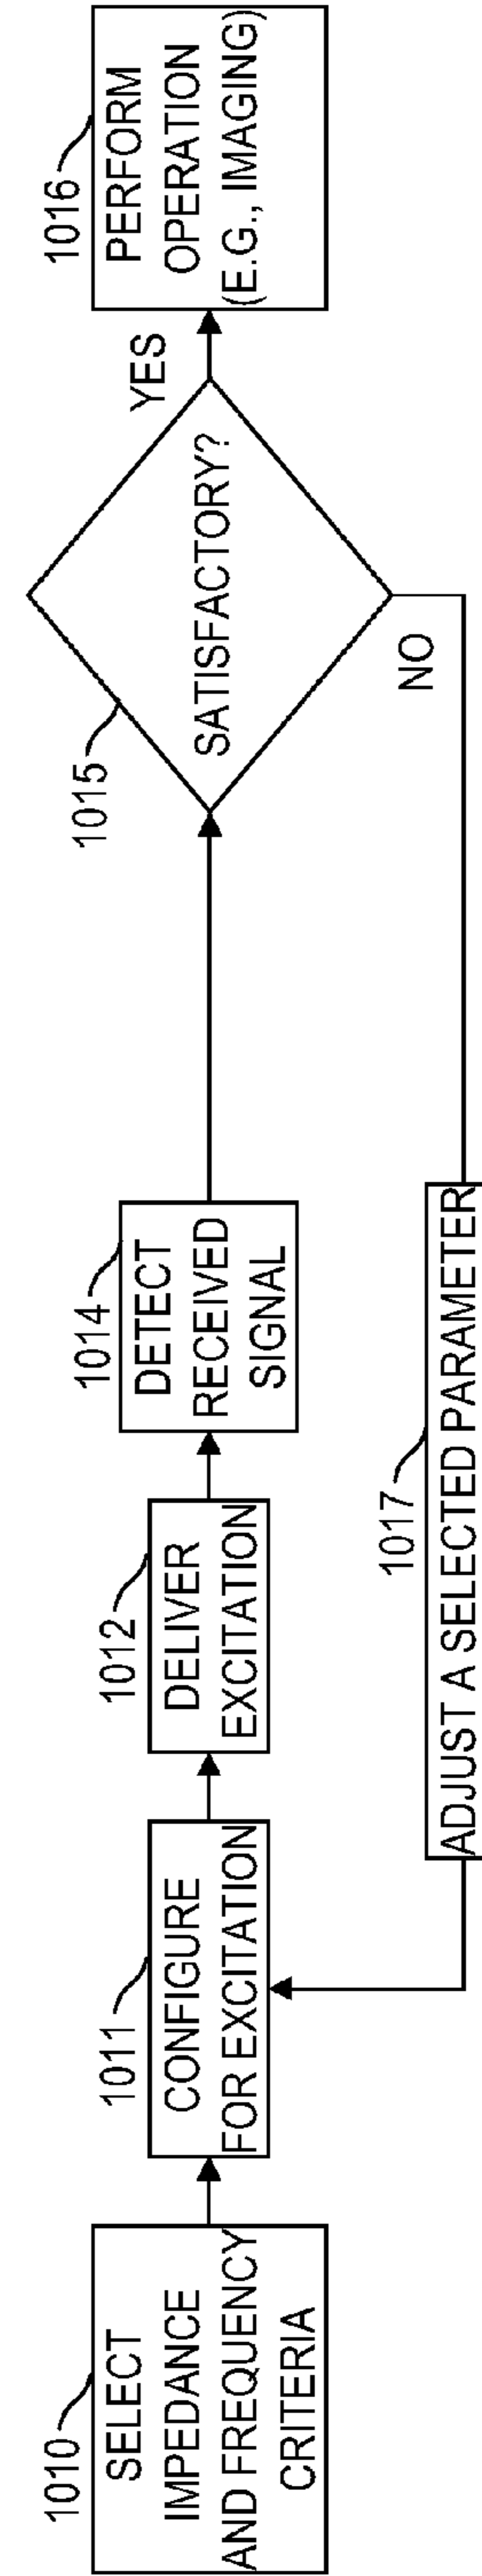 1010
SELECT
IMPEDANCE
AND FREQUENCY
CRITERIA
1011
CONFIGURE
FOR EXCITATION
1012
DELIVER
EXCITATION
1014
DETECT
RECEIVED
SIGNAL
1015
SATISFACTORY?
YES
NO
1016
PERFORM
OPERATION
(E.G., IMAGING)
1017
ADJUST A SELECTED PARAMETER